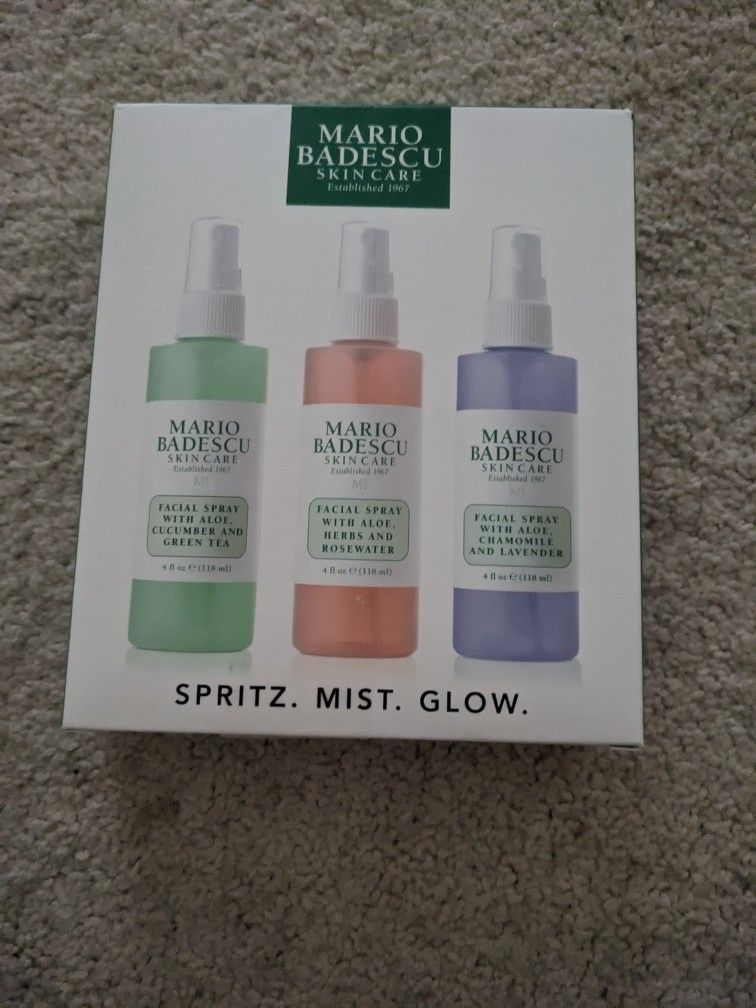 MARIO
BADESCU
SKIN CARE
Established 1967
MARIO
BADESCU
SKIN CARE
Established 1967
MB
FACIAL SPRAY
WITH ALOE,
CUCUMBER AND
GREEN TEA
4 fl oz ℮ (118 ml)
MARIO
BADESCU
SKIN CARE
Established 1967
MB
FACIAL SPRAY
WITH ALOE,
HERBS AND
ROSEWATER
4 fl oz ℮ (118 ml)
MARIO
BADESCU
SKIN CARE
Established 1967
MB
FACIAL SPRAY
WITH ALOE,
CHAMOMILE
AND LAVENDER
4 fl oz ℮ (118 ml)
SPRITZ. MIST. GLOW.